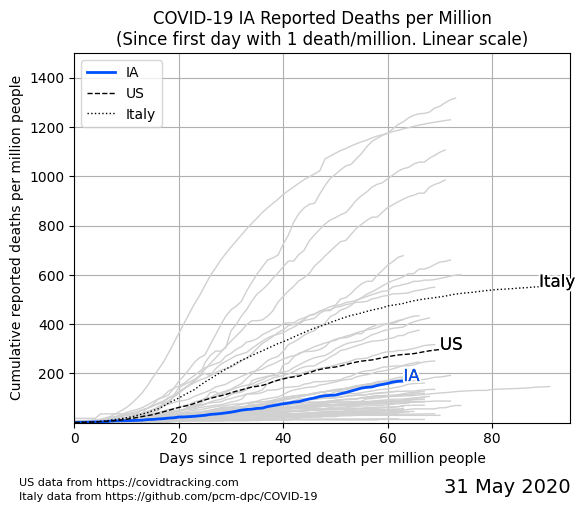 COVID-19 IA Reported Deaths per Million
(Since first day with 1 death/million. Linear scale)
Cumulative reported deaths per million people
1400
1200
1000
800
600
400
200
IA
US
Italy
Italy
US
IA
0
20
40
60
80
Days since 1 reported death per million people
US data from https://covidtracking.com
Italy data from https://github.com/pcm-dpc/COVID-19
31 May 2020